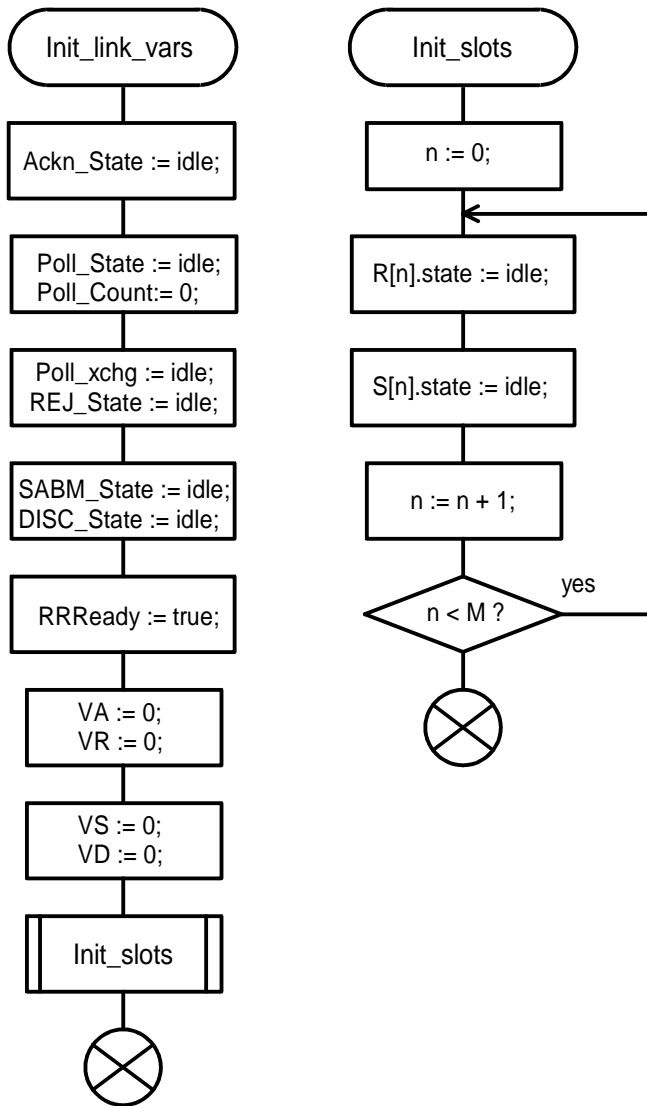 Init_link_vars
Ackn_State := idle;
Poll_State := idle;
Poll_Count:= 0;
Poll_xchg := idle;
REJ_State := idle;
SABM_State := idle;
DISC_State := idle;
RRReady := true;
VA := 0;
VR := 0;
VS := 0;
VD := 0;
Init_slots
Init_slots
n := 0;
R[n].state := idle;
S[n].state := idle;
n := n + 1;
n < M ?
yes